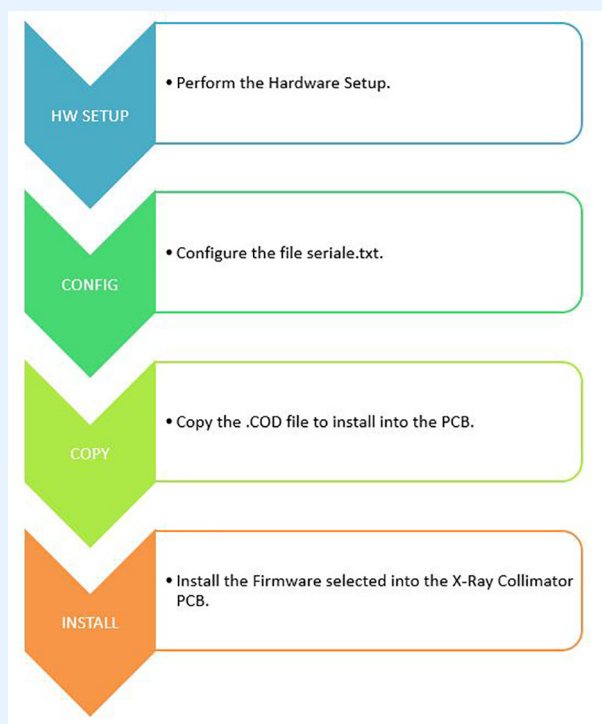 HW SETUP
• Perform the Hardware Setup.
CONFIG
• Configure the file seriale.txt.
COPY
• Copy the .COD file to install into the PCB.
INSTALL
• Install the Firmware selected into the X-Ray Collimator
PCB.